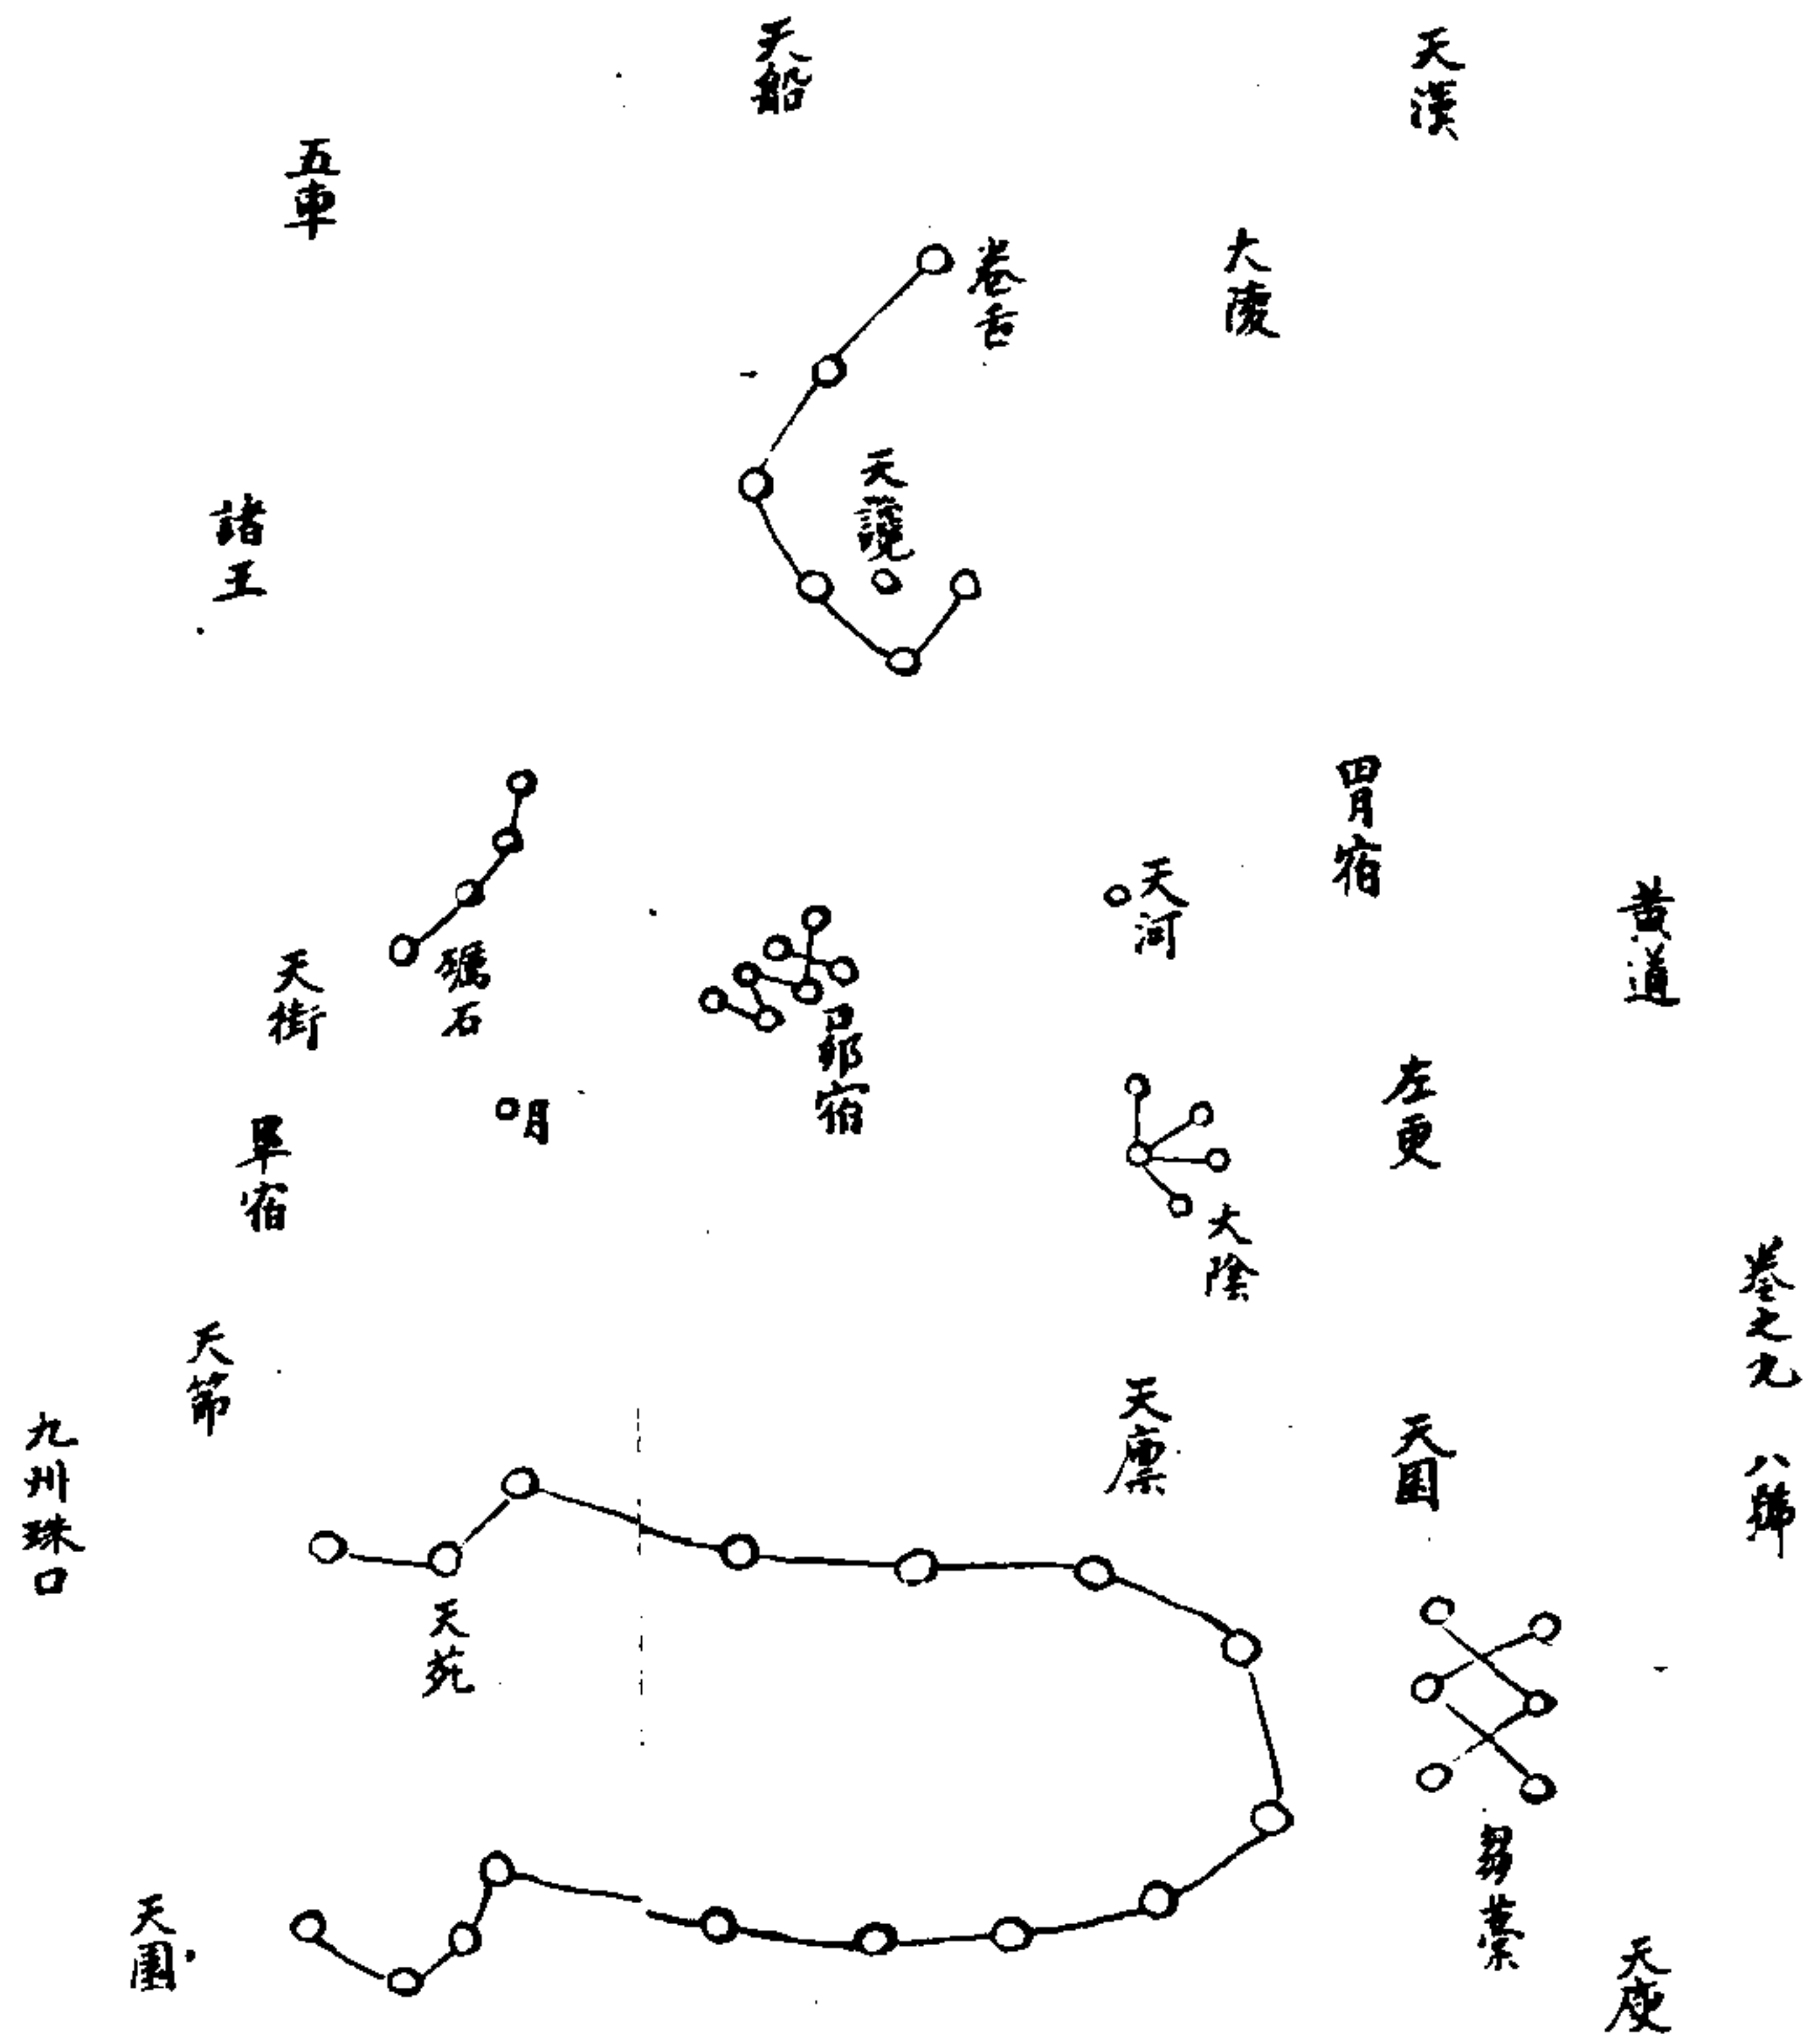 卷之九 八號
黃道
天漢
大陵
胃宿
左更
天囷
芻藁
天庾
卷舌
天讒
天河
大陰
天廩
天船
昴宿
月
礪石
天苑
五車
諸王
天街
畢宿
天節
九州珠口
天園